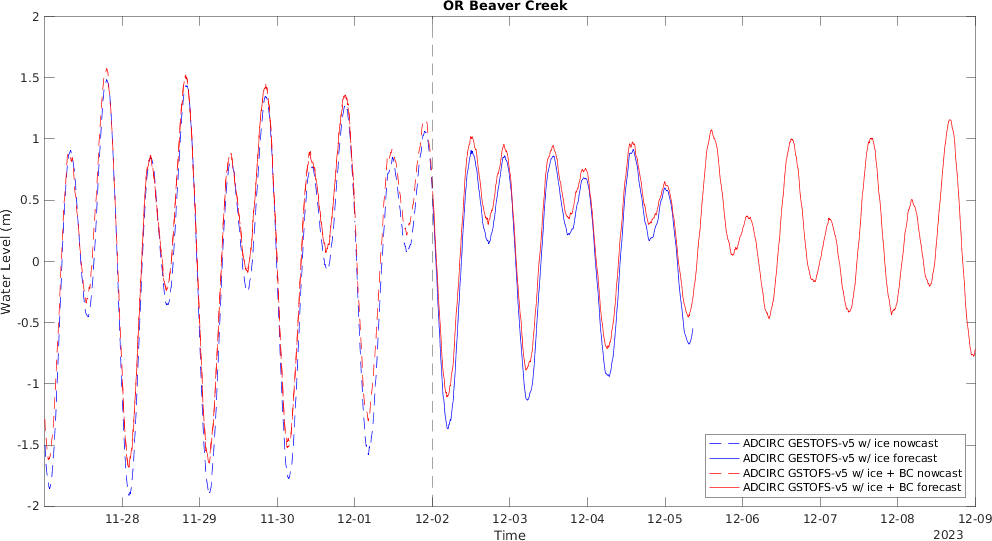 OR Beaver Creek
2
1.5
1
0.5
0
-0.5
-1
-1.5
-2
Water Level (m)
11-28 11-29 11-30 12-01 12-02 12-03 12-04 12-05 12-06 12-07 12-08 12-09
Time
2023
ADCIRC GESTOFS-v5 w/ ice nowcast
ADCIRC GESTOFS-v5 w/ ice forecast
ADCIRC GSTOFS-v5 w/ ice + BC nowcast
ADCIRC GSTOFS-v5 w/ ice + BC forecast